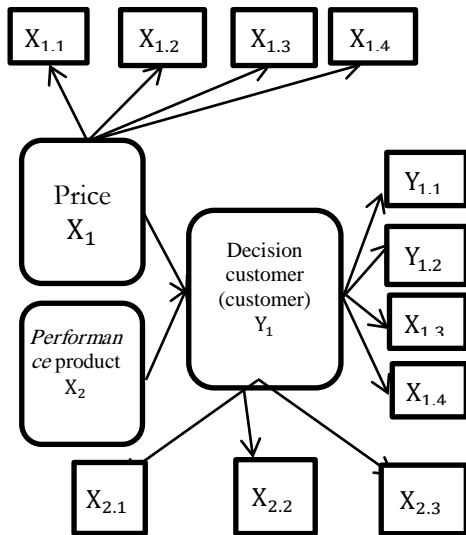 X1.1
X1.2
X1.3
X1.4
Price
X1
Performan
ce product
X2
Decision
customer
(customer)
Y1
Y1.1
Y1.2
X1.3
X1.4
X2.1
X2.2
X2.3